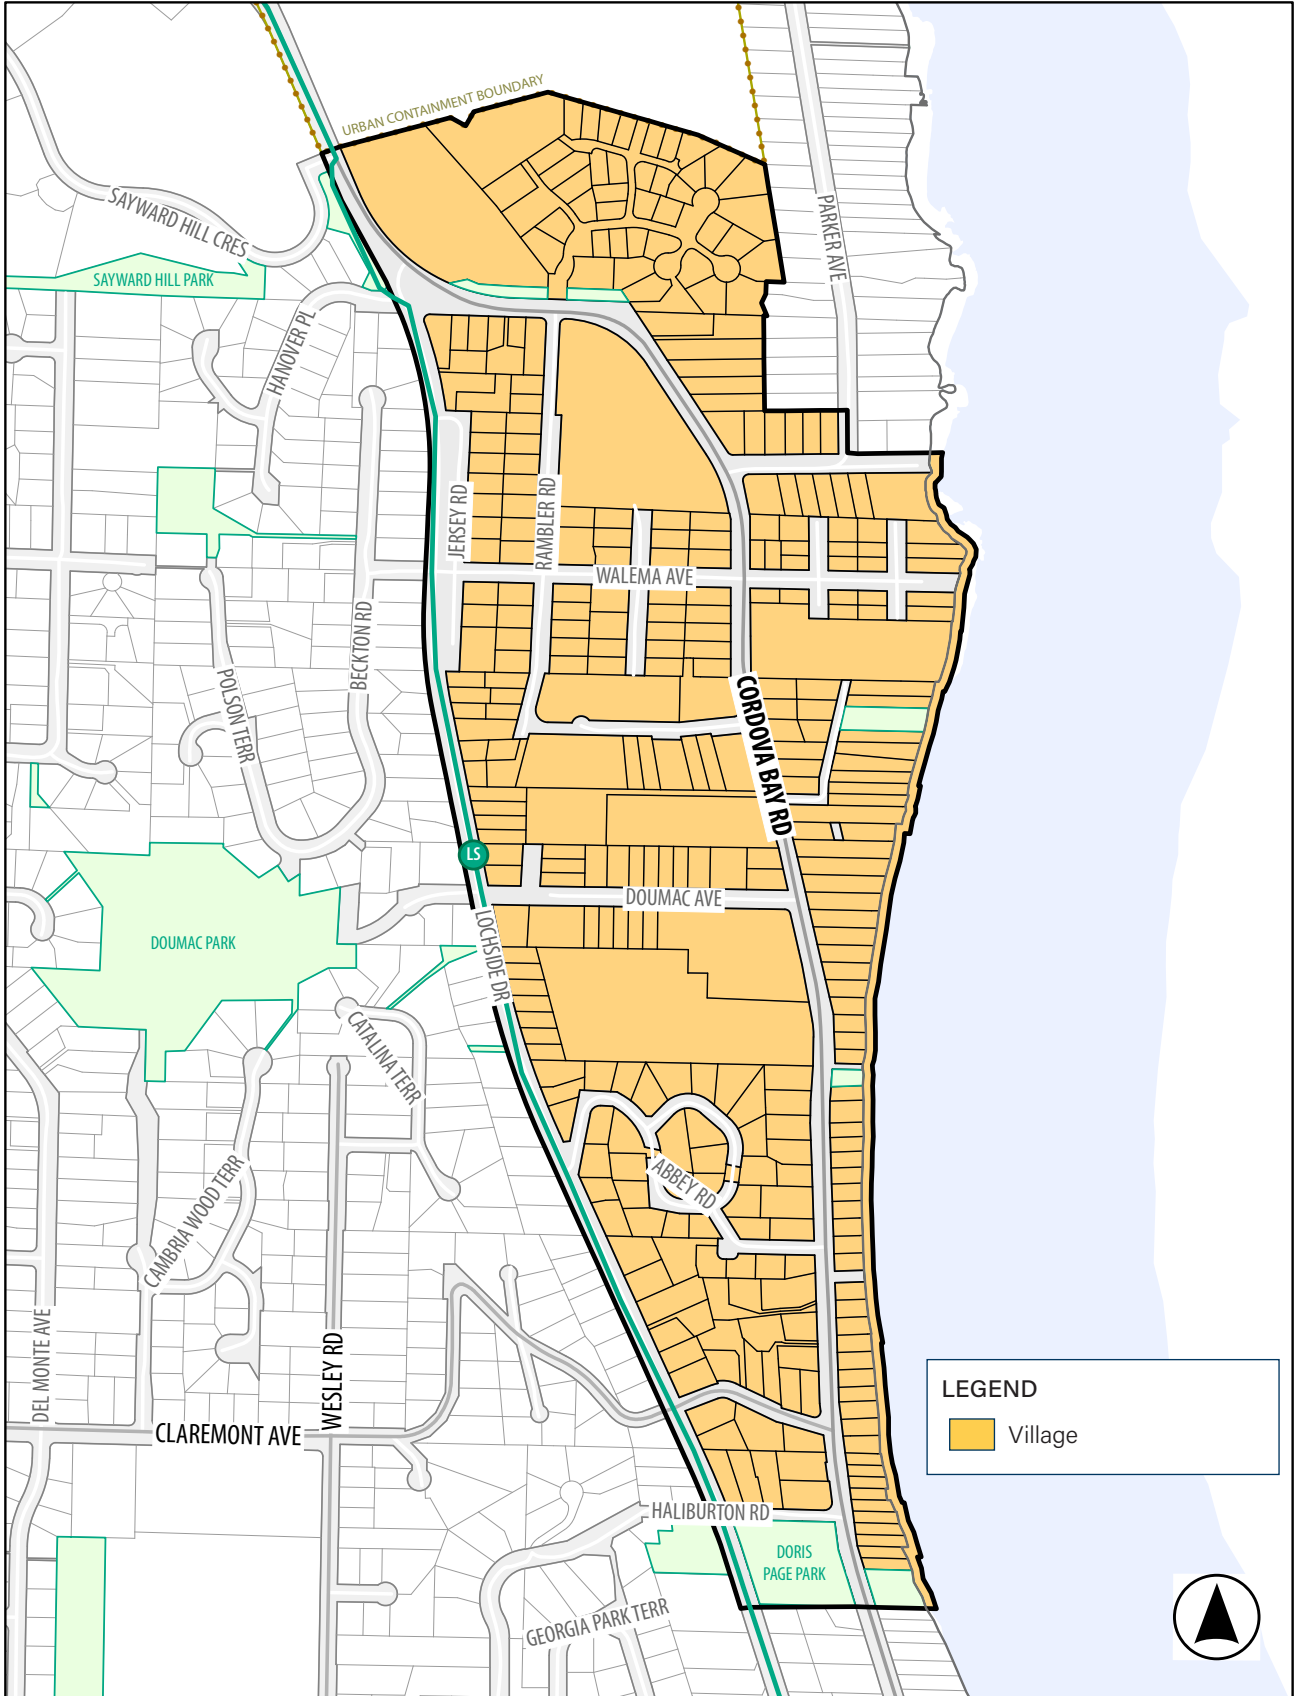 URBAN CONTAINMENT BOUNDARY
SAYWARD HILL CRES
PARKER AVE
SAYWARD HILL PARK
HANOVER PL
JERSEY RD
RAMBLER RD
WALEMA AVE
BECKTON RD
POLSON TERR
CORDOVA BAY RD
LS
DOUMAC AVE
DOUMAC PARK
LOCHSIDE DR
CATALINA TERR
ABBEY RD
CAMBRIA WOOD TERR
DEL MONTE AVE
WESLEY RD
CLAREMONT AVE
LEGEND
Village
HALIBURTON RD
DORIS
PAGE PARK
GEORGIA PARK TERR